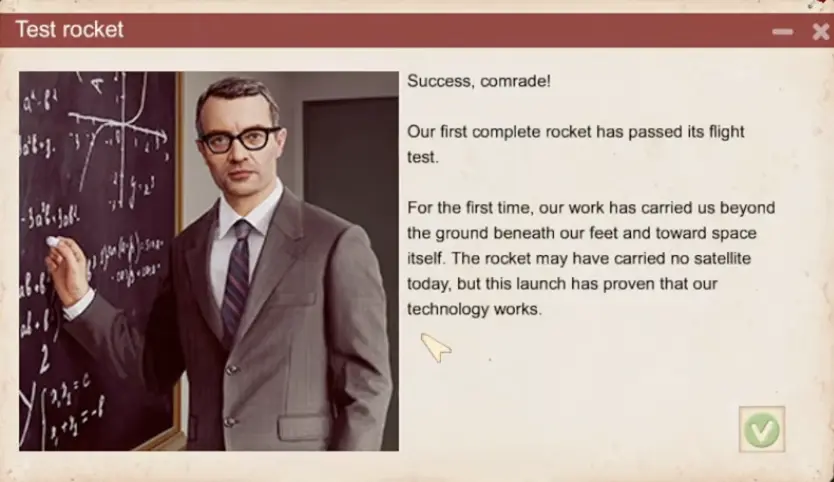 Test rocket
Success, comrade!
Our first complete rocket has passed its flight
test.
For the first time, our work has carried us beyond
the ground beneath our feet and toward space
itself. The rocket may have carried no satellite
today, but this launch has proven that our
technology works.